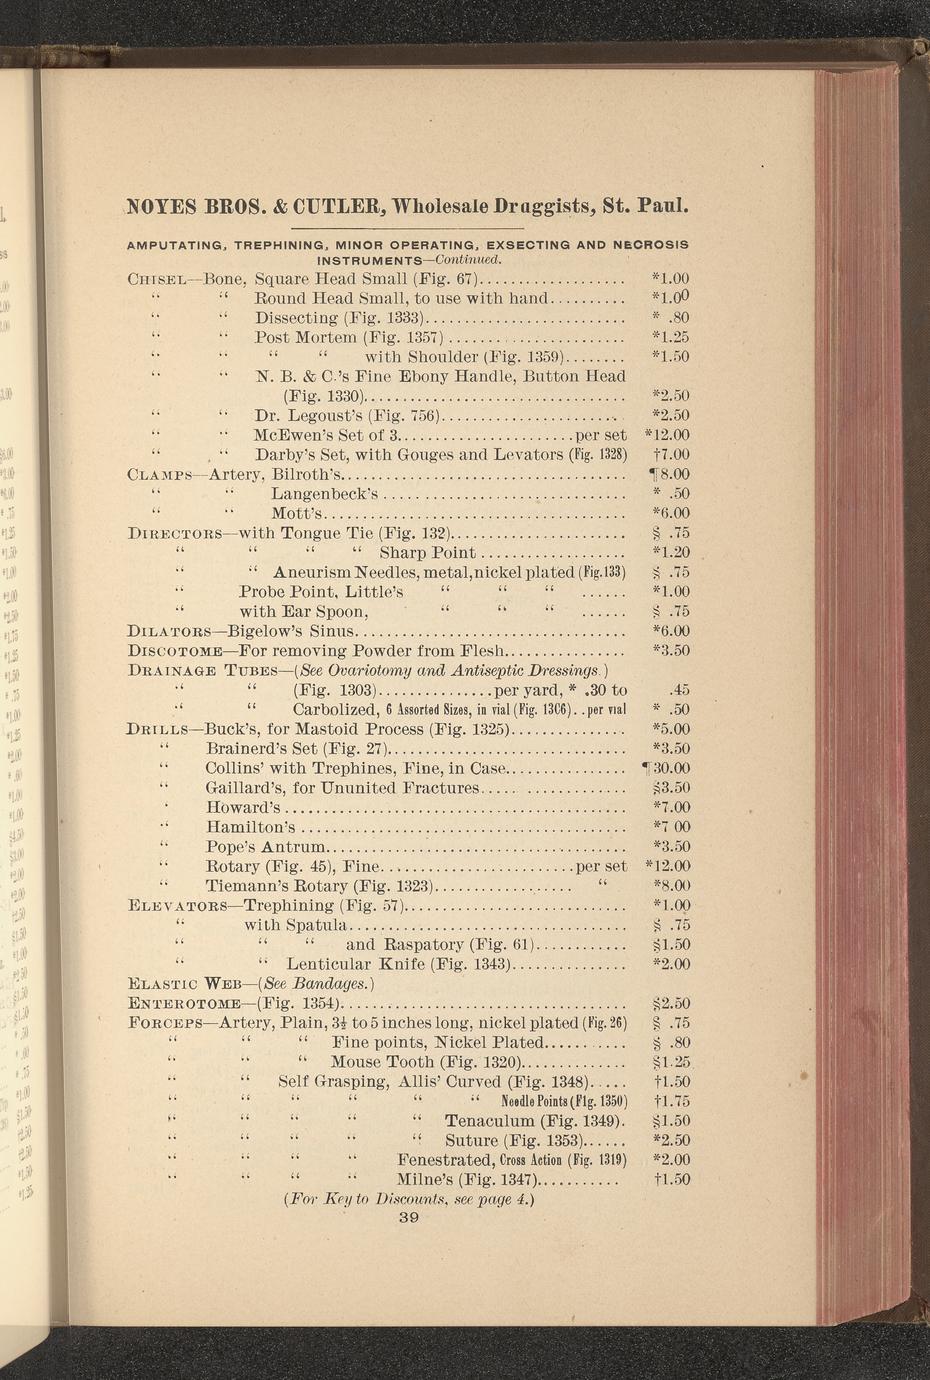 NOYES BROS. & CUTLER, Wholesale Druggists, St. Paul.
AMPUTATING, TREPHINING, MINOR OPERATING, EXSECTING AND NECROSIS
INSTRUMENTS—Continued.
CHISEL—Bone, Square Head Small (Fig. 67)................... *1.00
“ “ Round Head Small, to use with hand.......... *1.00
“ “ Dissecting (Fig. 1333).......................... * .80
“ “ Post Mortem (Fig. 1357) ....................... *1.25
“ “ “ “ with Shoulder (Fig. 1359)........ *1.50
“ “ N. B. & C.'s Fine Ebony Handle, Button Head
(Fig. 1330)................................. *2.50
“ “ Dr. Legoust's (Fig. 756)....................... *2.50
“ “ McEwen's Set of 3.......................per set *12.00
“ “ Darby's Set, with Gouges and Levators (Fig. 1328) †7.00
CLAMPS—Artery, Bilroth's.................................... ¶8.00
“ “ Langenbeck's ............................... * .50
“ “ Mott's....................................... *6.00
DIRECTORS—with Tongue Tie (Fig. 132)....................... § .75
“ “ “ “ Sharp Point ................... *1.20
“ “ Aneurism Needles, metal, nickel plated (Fig. 133) § .75
“ Probe Point, Little's “ “ “ ...... *1.00
“ with Ear Spoon, “ “ “ ...... § .75
DILATORS—Bigelow's Sinus................................... *6.00
DISCOTOME—For removing Powder from Flesh................ *3.50
DRAINAGE TUBES—(See Ovariotomy and Antiseptic Dressings.)
“ “ (Fig. 1303)...............per yard, * .30 to .45
“ “ Carbolized, 6 Assorted Sizes, in vial (Fig. 1306)..per vial * .50
DRILLS—Buck's, for Mastoid Process (Fig. 1325)............... *5.00
“ Brainerd's Set (Fig. 27)............................... *3.50
“ Collins' with Trephines, Fine, in Case................ ¶30.00
“ Gaillard's, for Ununited Fractures.................... §3.50
“ Howard's ............................................ *7.00
“ Hamilton's .......................................... *7 00
“ Pope's Antrum....................................... *3.50
“ Rotary (Fig. 45), Fine.........................per set *12.00
“ Tiemann's Rotary (Fig. 1323)................. “ *8.00
ELEVATORS—Trephining (Fig. 57)............................. *1.00
“ with Spatula.................................... § .75
“ “ “ and Raspatory (Fig. 61)............ §1.50
“ “ Lenticular Knife (Fig. 1343)............... *2.00
ELASTIC WEB—(See Bandages.)
ENTEROTOME—(Fig. 1354)..................................... §2.50
FORCEPS—Artery, Plain, 3½ to 5 inches long, nickel plated (Fig. 26) § .75
“ “ “ Fine points, Nickel Plated.......... § .80
“ “ “ Mouse Tooth (Fig. 1320)............. §1.25
“ “ Self Grasping, Allis' Curved (Fig. 1348)..... †1.50
“ “ “ “ “ “ Needle Points (Fig. 1350) †1.75
“ “ “ “ “ Tenaculum (Fig. 1349). §1.50
“ “ “ “ “ Suture (Fig. 1353)...... *2.50
“ “ “ “ Fenestrated, Cross Action (Fig. 1319) *2.00
“ “ “ “ Milne's (Fig. 1347)........... †1.50
(For Key to Discounts, see page 4.)
39